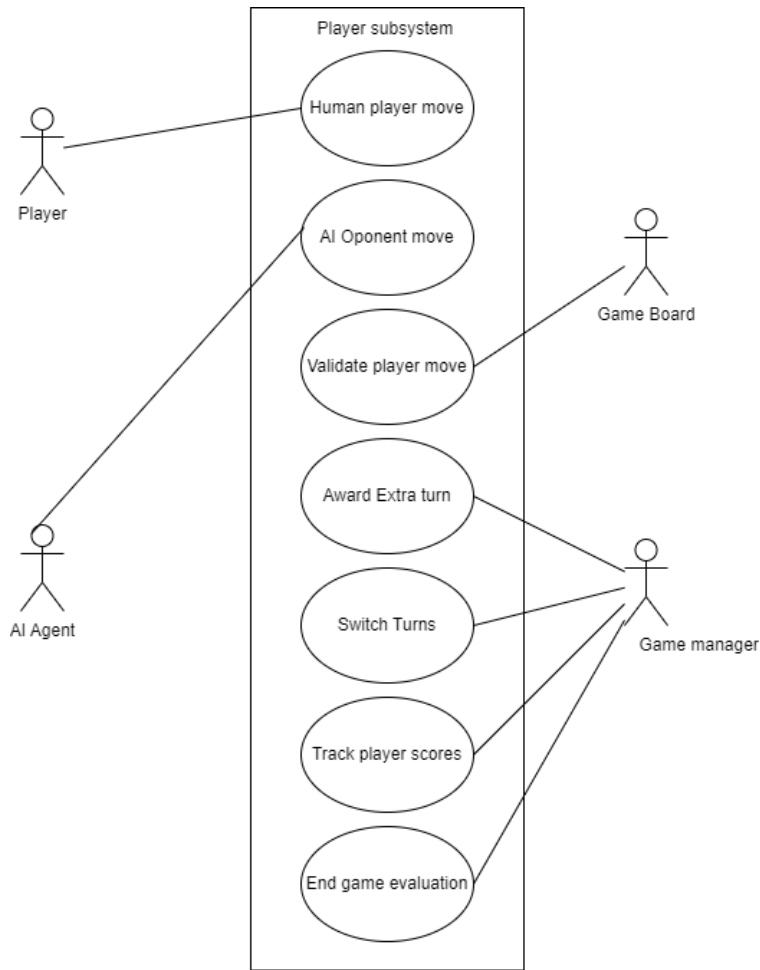 Player subsystem
Human player move
Player
AI Oponent move
Game Board
Validate player move
Award Extra turn
AI Agent
Switch Turns
Game manager
Track player scores
End game evaluation